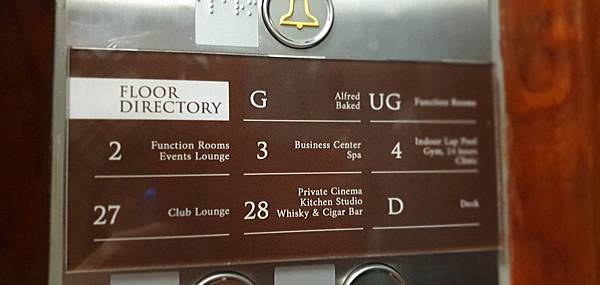 FLOOR
DIRECTORY
G
Alfred
Baked
UG
Function Rooms
2
Function Rooms
Events Lounge
3
Business Center
Spa
4
Indoor Lap Pool
Gym, 24 hours
Clinic
27
Club Lounge
28
Private Cinema
Kitchen Studio
Whisky & Cigar Bar
D
Deck